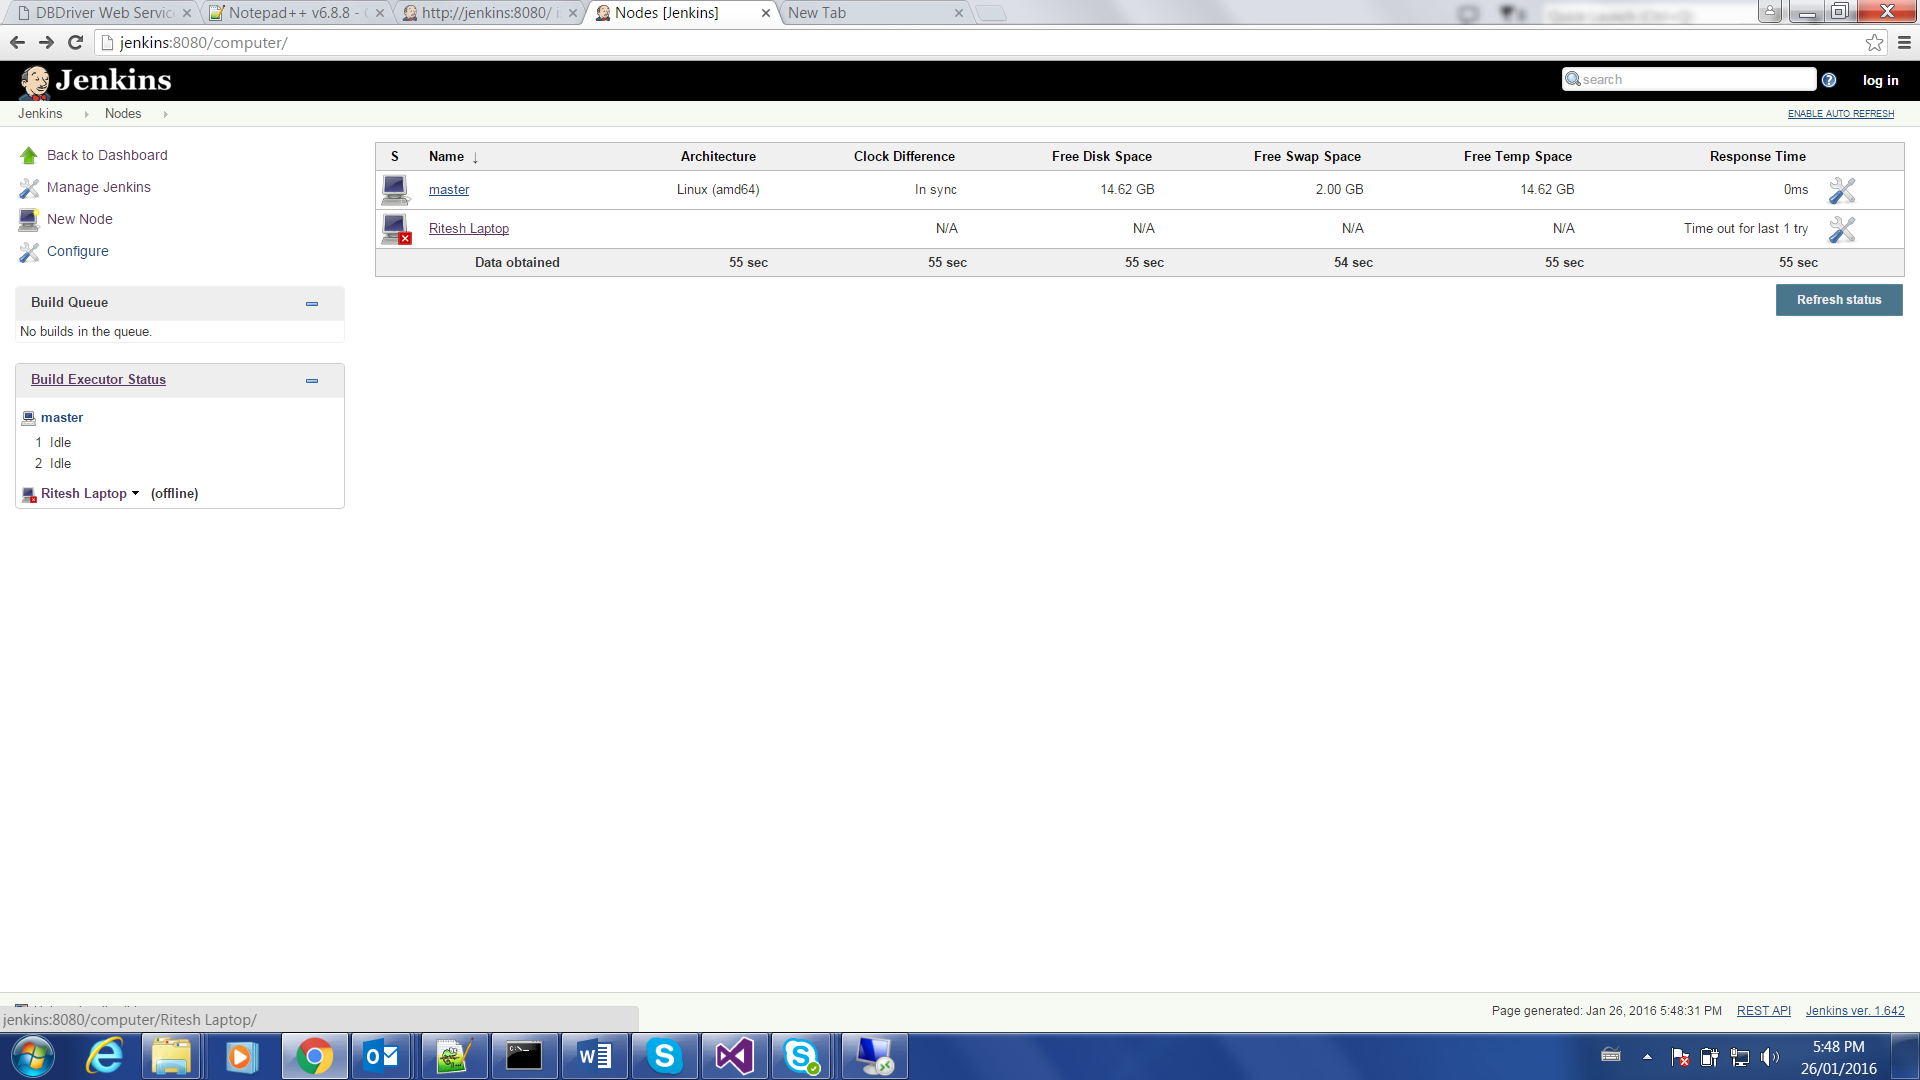 DBDriver Web Servic
Notepad++ v6.8.8 -
http://jenkins:8080/
Nodes [Jenkins]
New Tab
jenkins:8080/computer/
Jenkins
search
log in
Jenkins
Nodes
ENABLE AUTO REFRESH
Back to Dashboard
Manage Jenkins
New Node
Configure
S Name ↓ Architecture Clock Difference Free Disk Space Free Swap Space Free Temp Space Response Time
master Linux (amd64) In sync 14.62 GB 2.00 GB 14.62 GB 0ms
Ritesh Laptop N/A N/A N/A N/A Time out for last 1 try
Data obtained 55 sec 55 sec 55 sec 54 sec 55 sec 55 sec
Refresh status
Build Queue
No builds in the queue.
Build Executor Status
master
1 Idle
2 Idle
Ritesh Laptop (offline)
Page generated: Jan 26, 2016 5:48:31 PM REST API Jenkins ver. 1.642
jenkins:8080/computer/Ritesh Laptop/
5:48 PM
26/01/2016